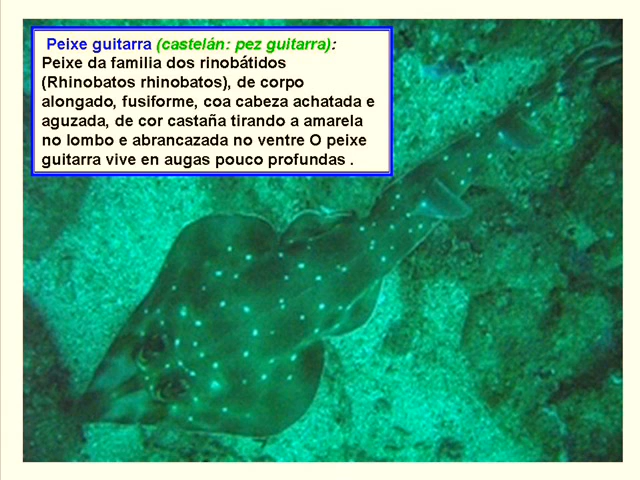 Peixe guitarra (castelán: pez guitarra):
Peixe da familia dos rinobátidos
(Rhinobatos rhinobatos), de corpo
alongado, fusiforme, coa cabeza achatada e
aguzada, de cor castaña tirando a amarela
no lombo e abrancazada no ventre O peixe
guitarra vive en augas pouco profundas .